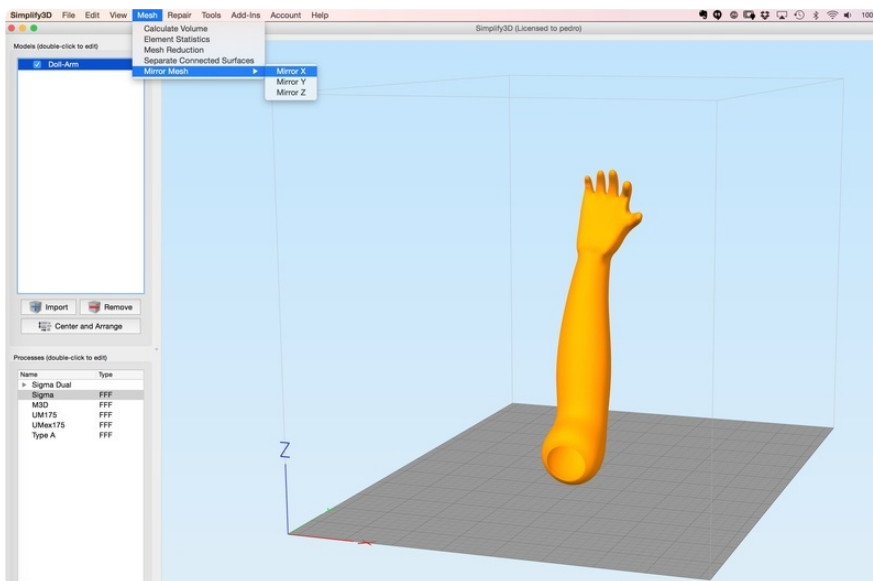 Simplify3D File Edit View Mesh Repair Tools Add-Ins Account Help 100
Simplify3D (Licensed to pedro)
Calculate Volume
Element Statistics
Mesh Reduction
Separate Connected Surfaces
Mirror Mesh
Mirror X
Mirror Y
Mirror Z
Models (double-click to edit)
Doll-Arm
Import Remove
Center and Arrange
Processes (double-click to edit)
Name Type
Sigma Dual
Sigma FFF
M3D FFF
UM175 FFF
UMex175 FFF
Type A FFF
Z
X